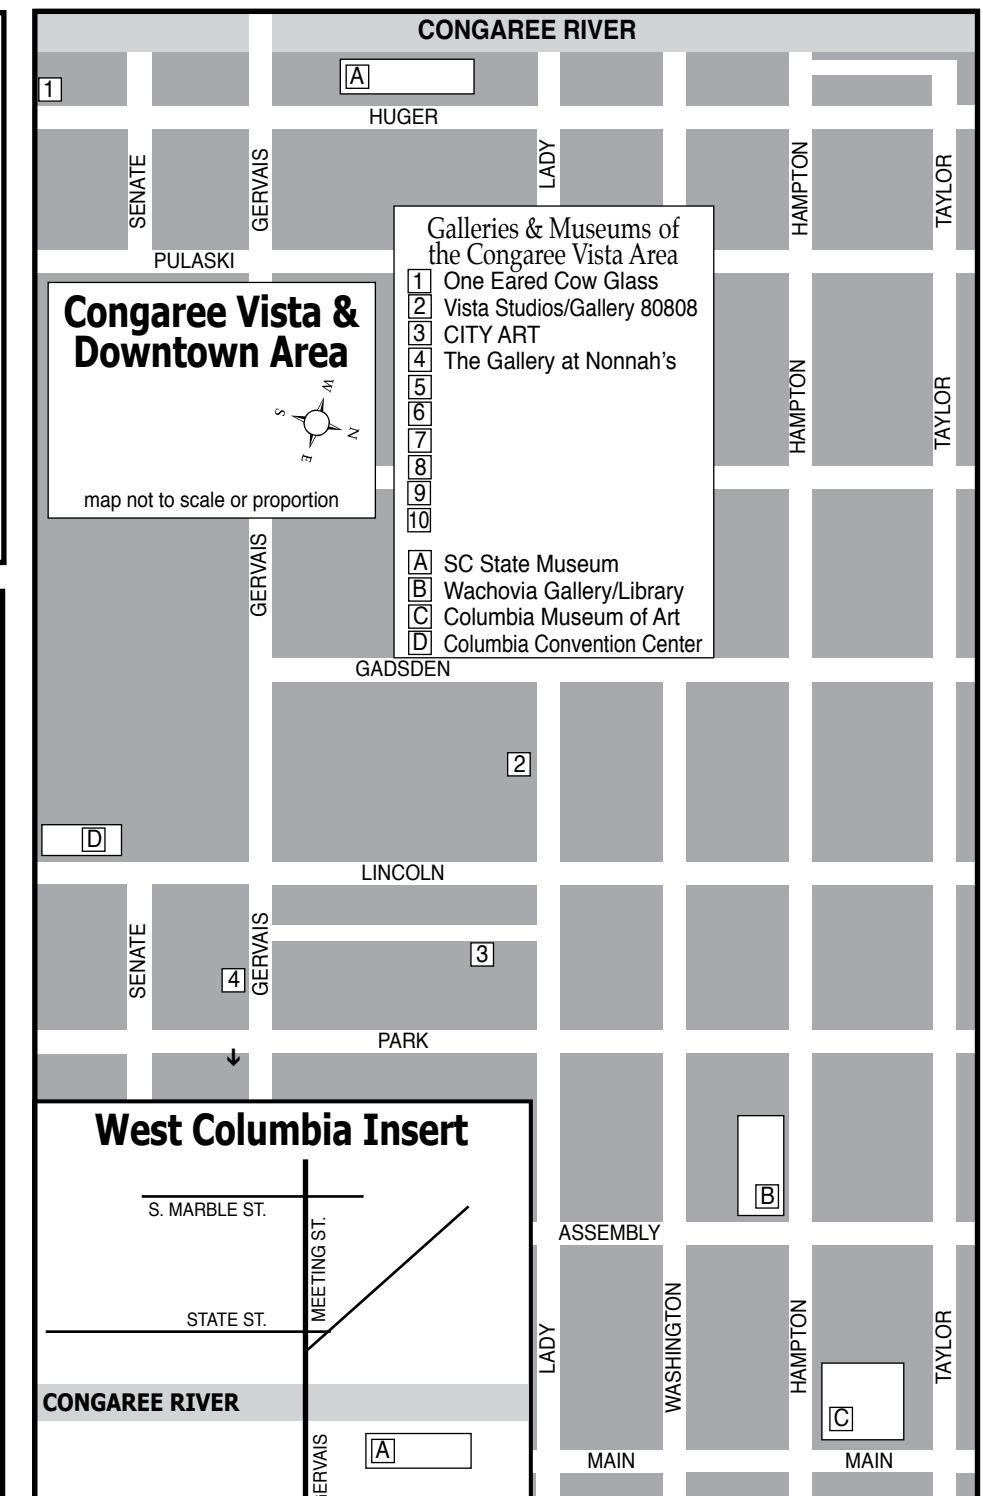 CONGAREE RIVER
1
A
HUGER
SENATE
GERVAIS
LADY
HAMPTON
TAYLOR
PULASKI
Galleries & Museums of
the Congaree Vista Area
1 One Eared Cow Glass
2 Vista Studios/Gallery 80808
3 CITY ART
4 The Gallery at Nonnah's
5
6
7
8
9
10
A SC State Museum
B Wachovia Gallery/Library
C Columbia Museum of Art
D Columbia Convention Center
Congaree Vista &
Downtown Area
W
S
N
E
map not to scale or proportion
HAMPTON
TAYLOR
GERVAIS
GADSDEN
2
D
LINCOLN
SENATE
GERVAIS
4
3
PARK
West Columbia Insert
S. MARBLE ST.
MEETING ST.
STATE ST.
CONGAREE RIVER
GERVAIS
A
B
ASSEMBLY
LADY
WASHINGTON
HAMPTON
TAYLOR
C
MAIN
MAIN